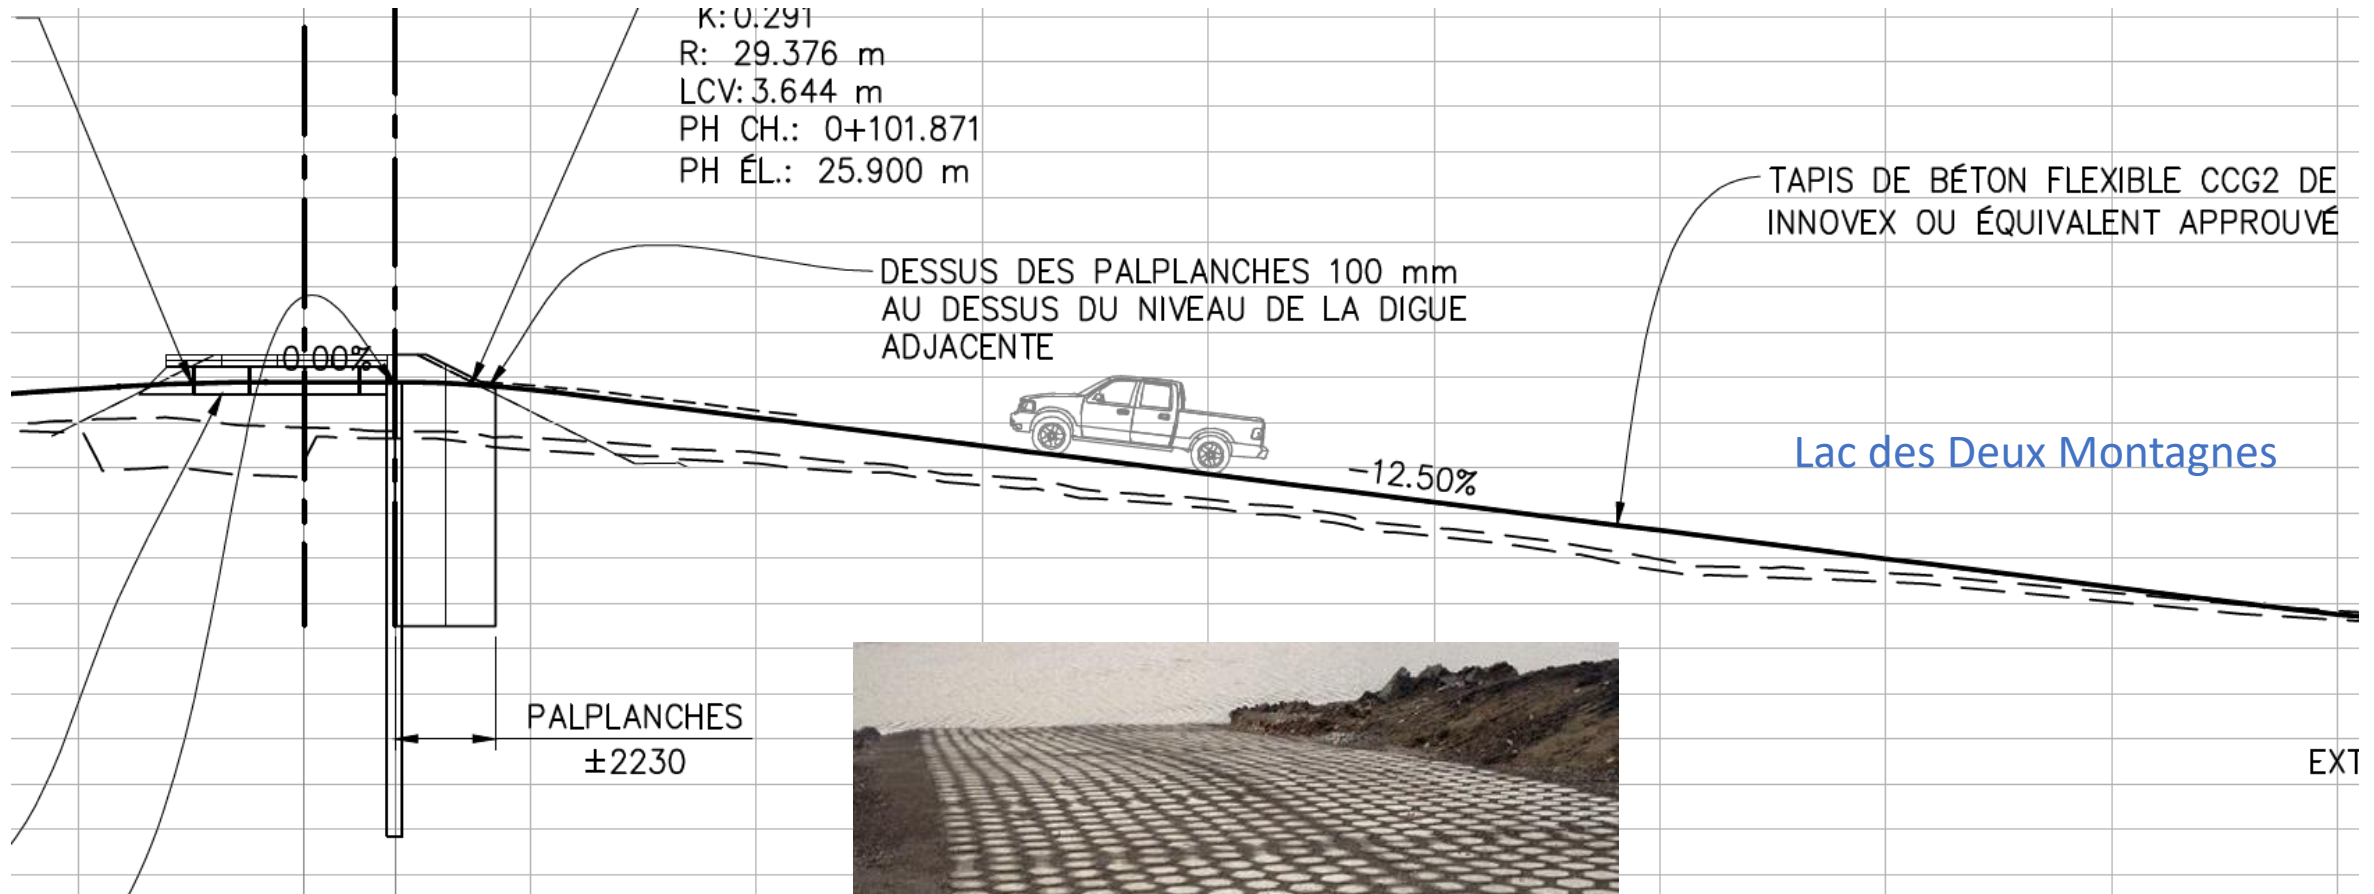 K: 0.291
R: 29.376 m
LCV: 3.644 m
PH CH.: 0+101.871
PH ÉL.: 25.900 m
TAPIS DE BÉTON FLEXIBLE CCG2 DE
INNOVEX OU ÉQUIVALENT APPROUVÉ
DESSUS DES PALPLANCHES 100 mm
AU DESSUS DU NIVEAU DE LA DIGUE
ADJACENTE
0.00%
Lac des Deux Montagnes
-12.50%
PALPLANCHES
±2230
EXT